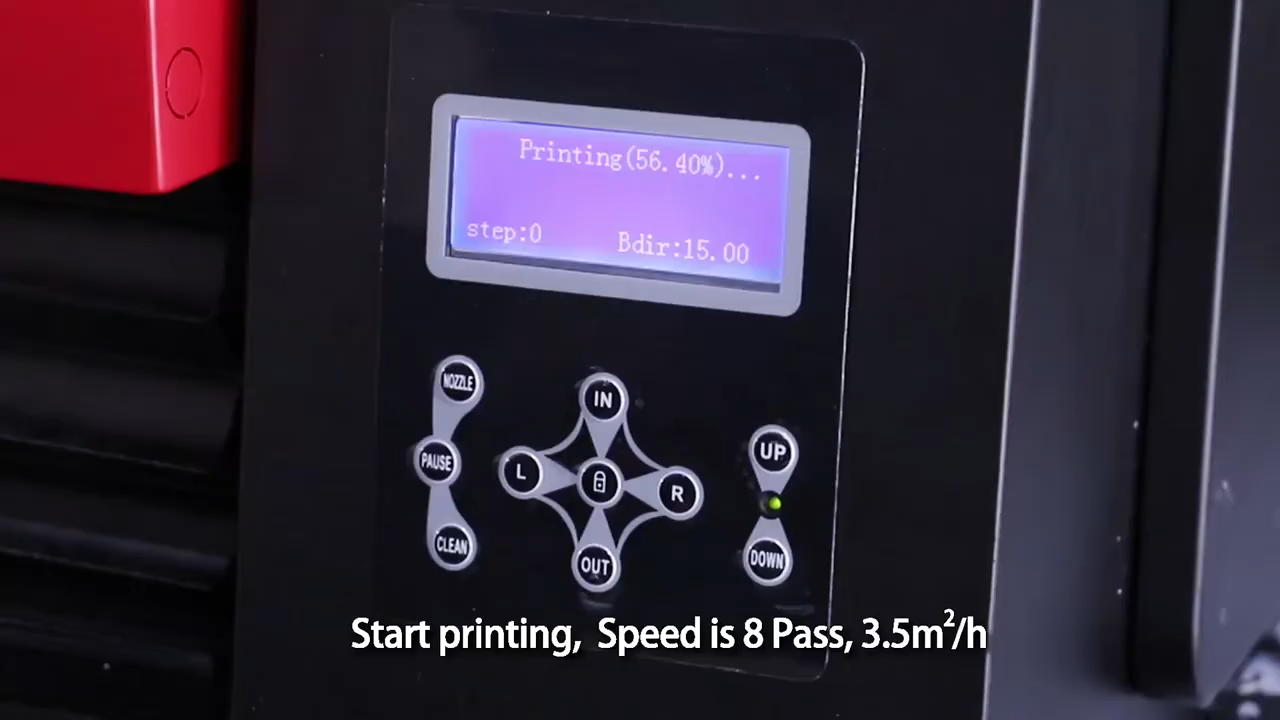 Printing(56.40%)...
step:0 Bdir:15.00
NOZZLE
IN
UP
PAUSE
L
R
CLEAN
OUT
DOWN
Start printing, Speed is 8 Pass, 3.5m²/h